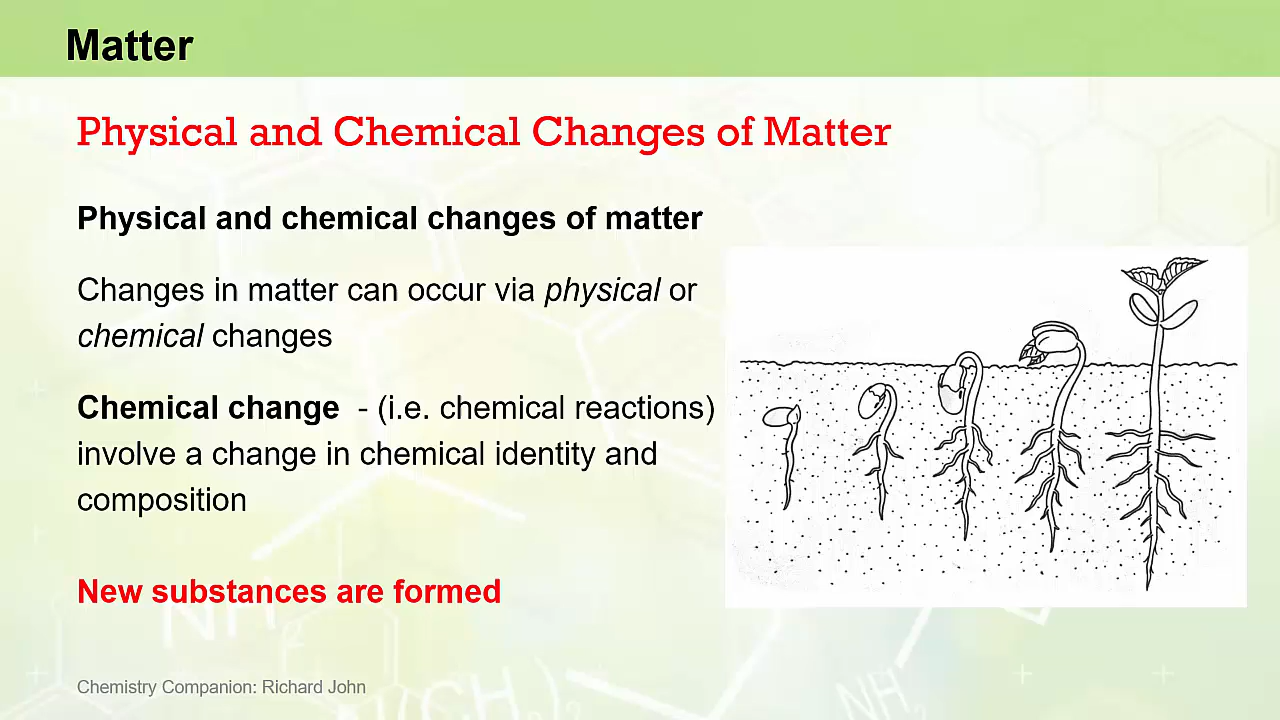 Matter
Physical and Chemical Changes of Matter
Physical and chemical changes of matter
Changes in matter can occur via physical or
chemical changes
Chemical change - (i.e. chemical reactions)
involve a change in chemical identity and
composition
New substances are formed
NH
Chemistry Companion: Richard John
NH₂